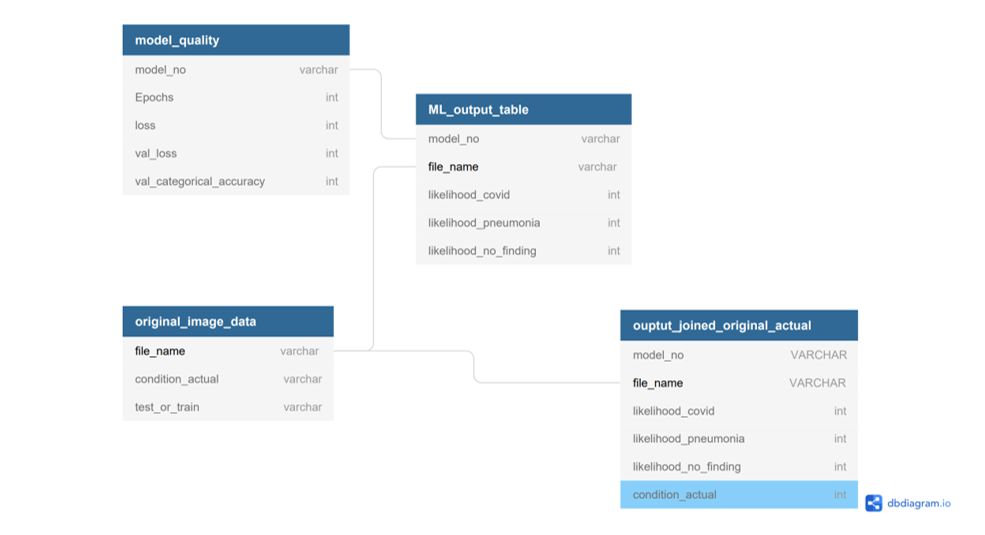 model_quality
model_no varchar
Epochs int
loss int
val_loss int
val_categorical_accuracy int
ML_output_table
model_no varchar
file_name varchar
likelihood_covid int
likelihood_pneumonia int
likelihood_no_finding int
original_image_data
file_name varchar
condition_actual varchar
test_or_train varchar
ouptut_joined_original_actual
model_no VARCHAR
file_name VARCHAR
likelihood_covid int
likelihood_pneumonia int
likelihood_no_finding int
condition_actual int
dbdiagram.io